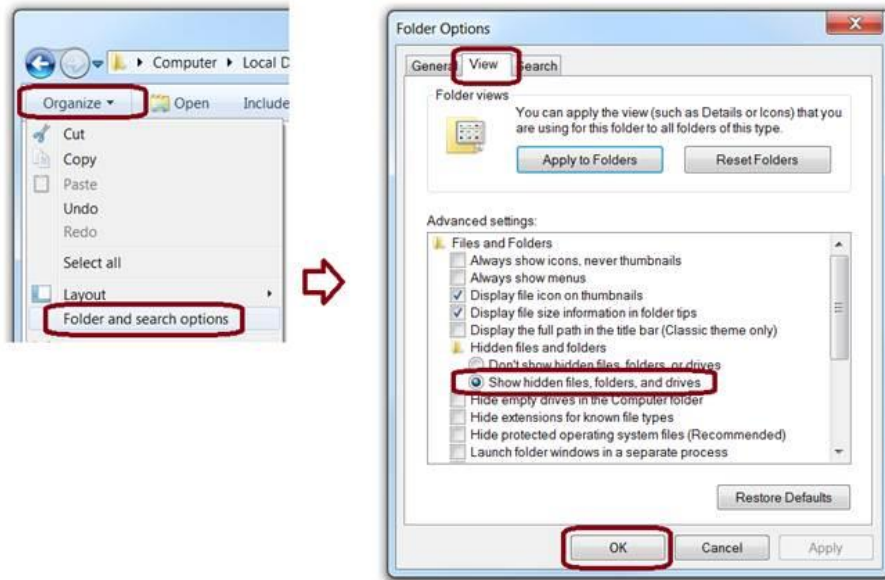 Computer Local D
Organize Open Include
Cut
Copy
Paste
Undo
Redo
Select all
Layout
Folder and search options
Folder Options
General View Search
Folder views
You can apply the view (such as Details or Icons) that you
are using for this folder to all folders of this type.
Apply to Folders Reset Folders
Advanced settings:
Files and Folders
Always show icons, never thumbnails
Always show menus
Display file icon on thumbnails
Display file size information in folder tips
Display the full path in the title bar (Classic theme only)
Hidden files and folders
Don't show hidden files, folders, or drives
Show hidden files, folders, and drives
Hide empty drives in the Computer folder
Hide extensions for known file types
Hide protected operating system files (Recommended)
Launch folder windows in a separate process
Restore Defaults
OK Cancel Apply